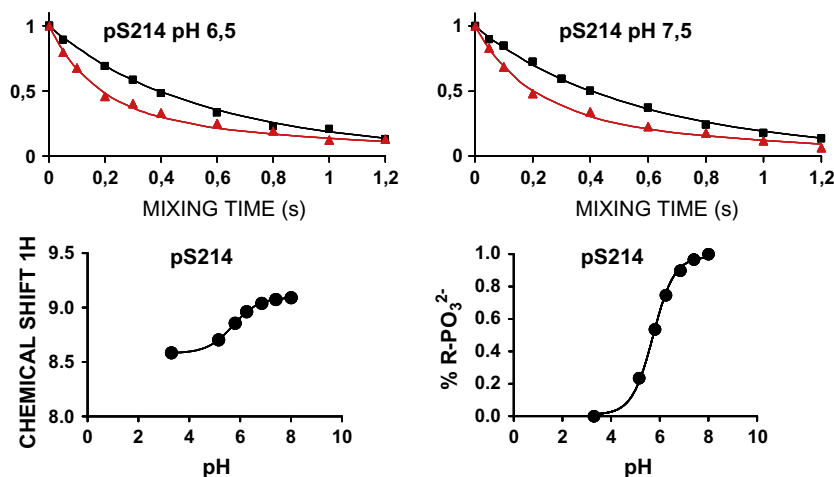 pS214 pH 6,5
1
0,5
0
0 0,2 0,4 0,6 0,8 1 1,2
MIXING TIME (s)
pS214 pH 7,5
1
0,5
0
0 0,2 0,4 0,6 0,8 1 1,2
MIXING TIME (s)
pS214
CHEMICAL SHIFT 1H
9.5
9.0
8.5
8.0
0 2 4 6 8 10
pH
pS214
% R-PO₃²⁻
1.0
0.8
0.6
0.4
0.2
0.0
0 2 4 6 8 10
pH